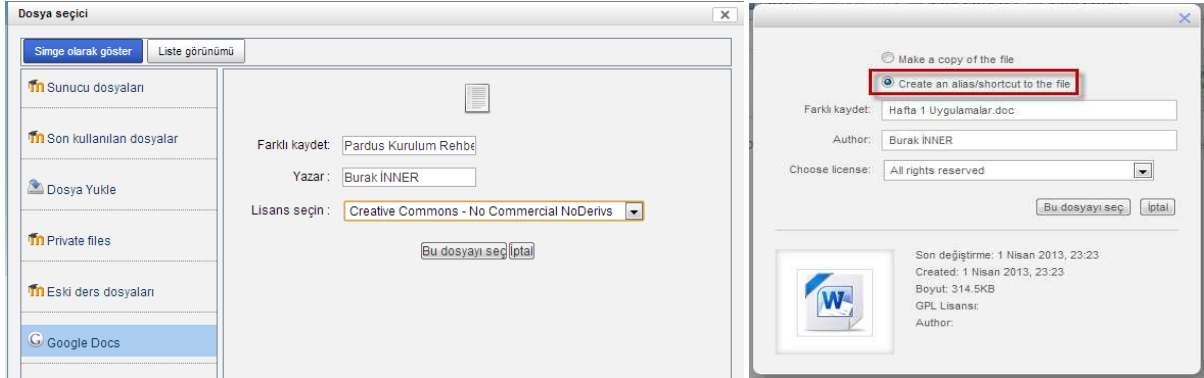 Dosya seçici
Simge olarak göster
Liste görünümü
Sunucu dosyaları
Son kullanılan dosyalar
Dosya Yukle
Private files
Eski ders dosyaları
Google Docs
Farklı kaydet: Pardus Kurulum Rehbe
Yazar : Burak İNNER
Lisans seçin : Creative Commons - No Commercial NoDerivs
Bu dosyayı seç İptal
Make a copy of the file
Create an alias/shortcut to the file
Farklı kaydet: Hafta 1 Uygulamalar.doc
Author: Burak İNNER
Choose license: All rights reserved
Bu dosyayı seç İptal
Son değiştirme: 1 Nisan 2013, 23:23
Created: 1 Nisan 2013, 23:23
Boyut: 314.5KB
GPL Lisansı:
Author: